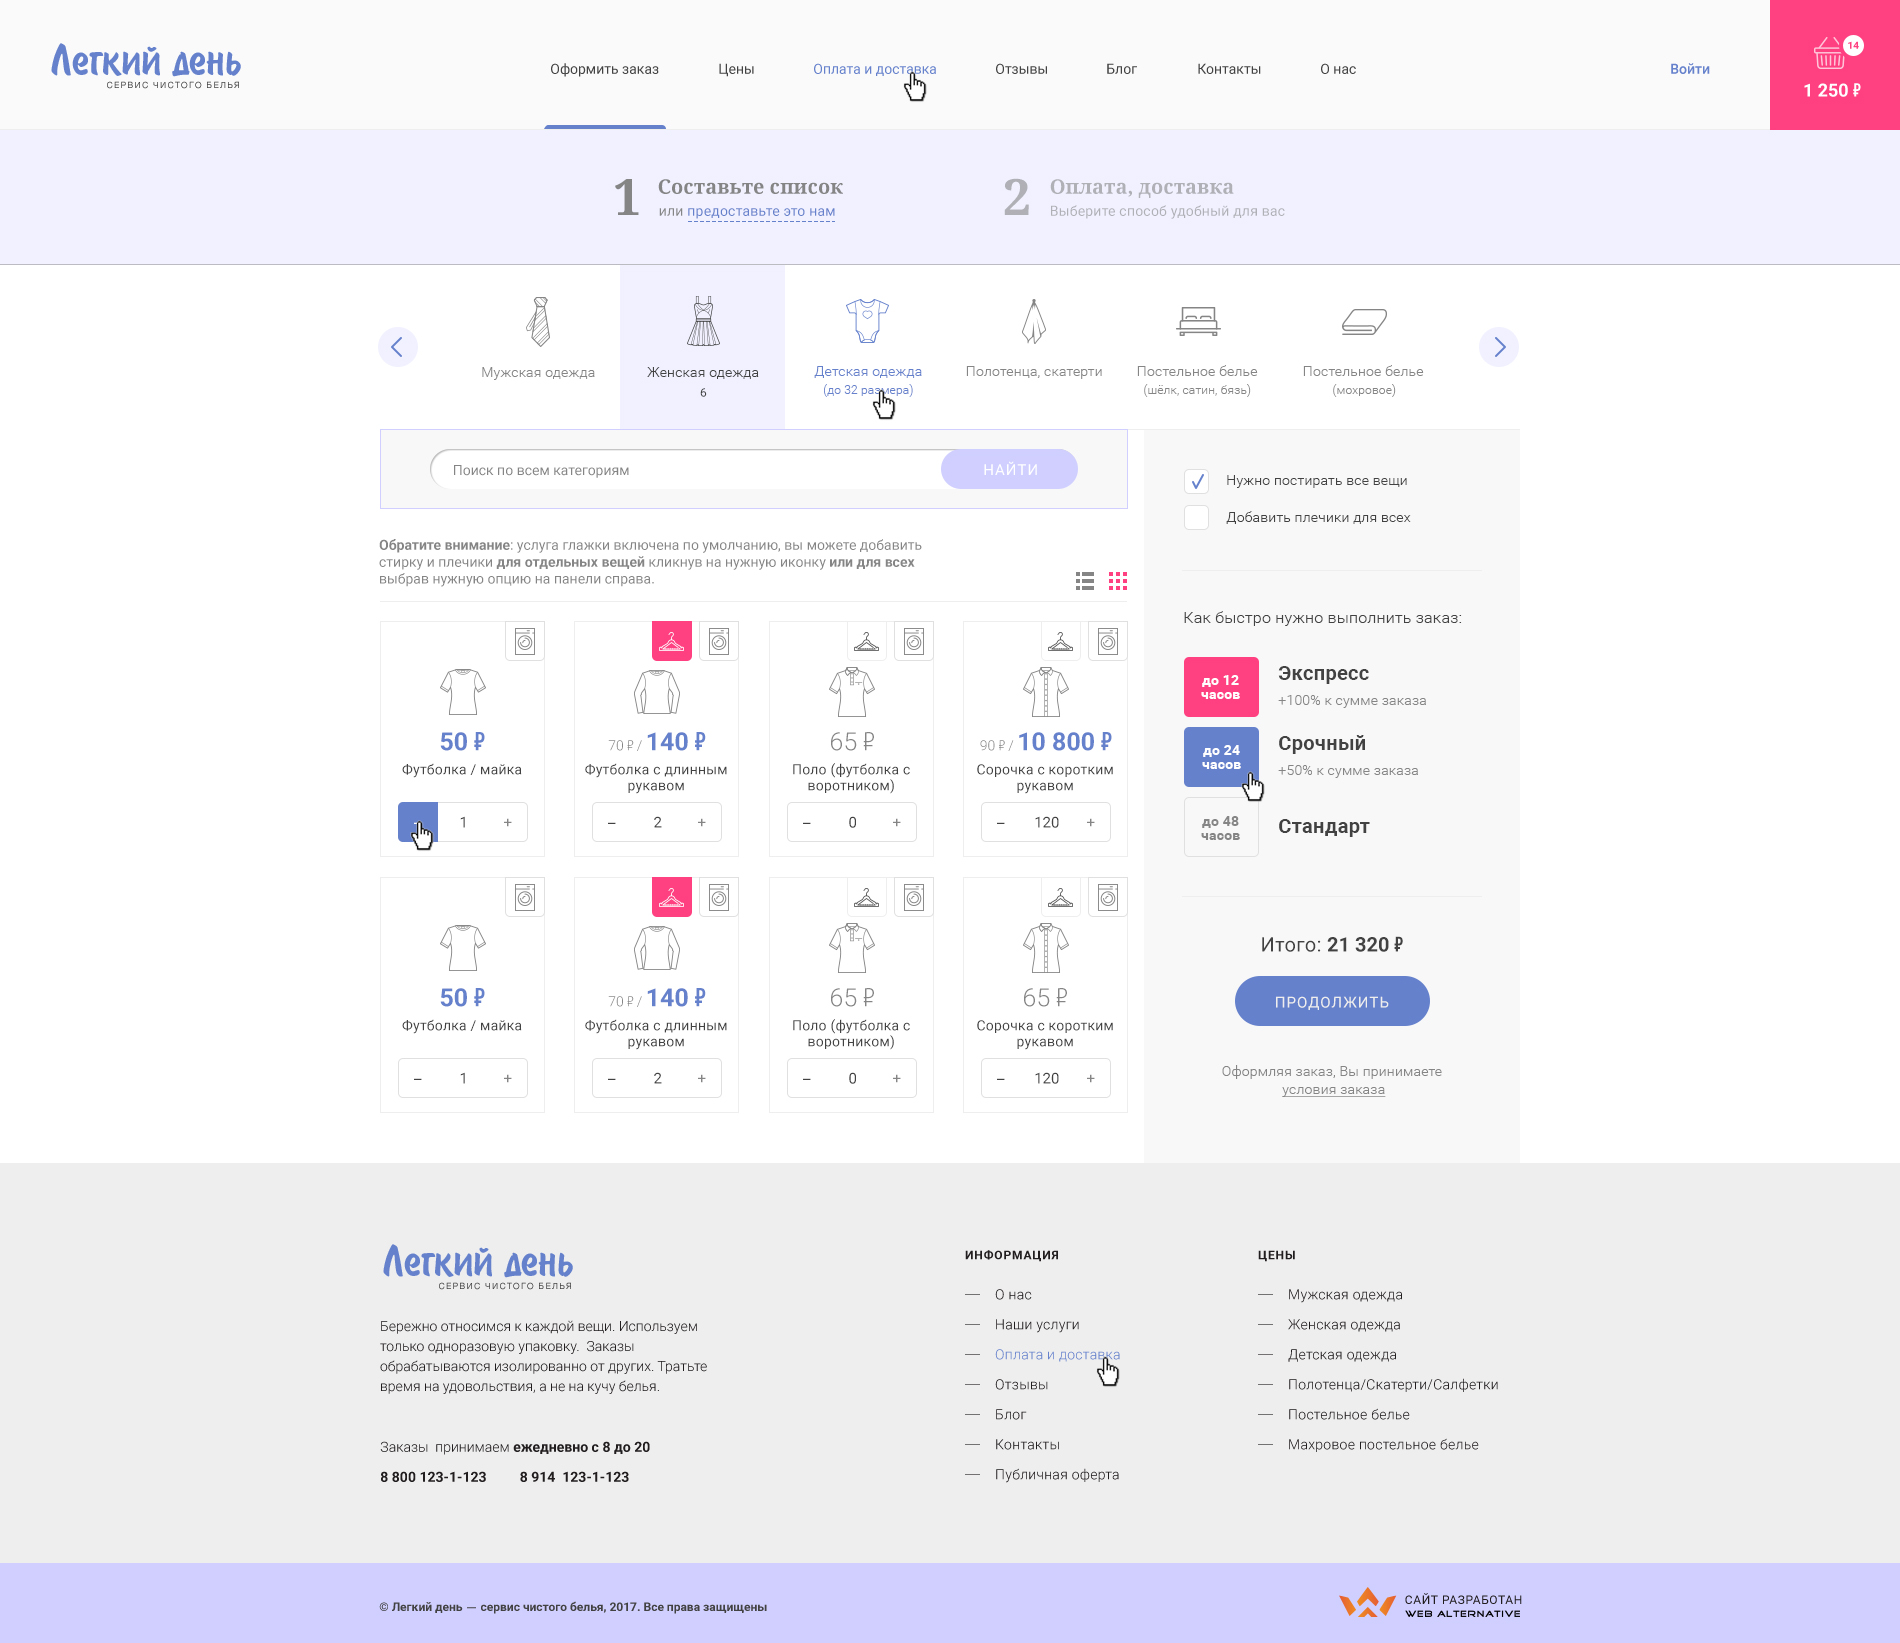 Легкий день
СЕРВИС ЧИСТОГО БЕЛЬЯ
Оформить заказ
Цены
Оплата и доставка
Отзывы
Блог
Контакты
О нас
Войти
14
1 250 ₽
1
Составьте список
или предоставьте это нам
2
Оплата, доставка
Выберите способ удобный для вас
Мужская одежда
Женская одежда
6
Детская одежда
(до 32 размера)
Полотенца, скатерти
Постельное белье
(шёлк, сатин, бязь)
Постельное белье
(мохровое)
Поиск по всем категориям
НАЙТИ
Обратите внимание: услуга глажки включена по умолчанию, вы можете добавить
стирку и плечики для отдельных вещей кликнув на нужную иконку или для всех
выбрав нужную опцию на панели справа.
50 ₽
Футболка / майка
1 +
70 ₽ / 140 ₽
Футболка с длинным
рукавом
– 2 +
65 ₽
Поло (футболка с
воротником)
– 0 +
90 ₽ / 10 800 ₽
Сорочка с коротким
рукавом
– 120 +
50 ₽
Футболка / майка
– 1 +
70 ₽ / 140 ₽
Футболка с длинным
рукавом
– 2 +
65 ₽
Поло (футболка с
воротником)
– 0 +
65 ₽
Сорочка с коротким
рукавом
– 120 +
Нужно постирать все вещи
Добавить плечики для всех
Как быстро нужно выполнить заказ:
до 12
часов
Экспресс
+100% к сумме заказа
до 24
часов
Срочный
+50% к сумме заказа
до 48
часов
Стандарт
Итого: 21 320 ₽
ПРОДОЛЖИТЬ
Оформляя заказ, Вы принимаете
условия заказа
Легкий день
СЕРВИС ЧИСТОГО БЕЛЬЯ
Бережно относимся к каждой вещи. Используем
только одноразовую упаковку. Заказы
обрабатываются изолированно от других. Тратьте
время на удовольствия, а не на кучу белья.
Заказы принимаем ежедневно с 8 до 20
8 800 123-1-123 8 914 123-1-123
ИНФОРМАЦИЯ
— О нас
— Наши услуги
— Оплата и доставка
— Отзывы
— Блог
— Контакты
— Публичная оферта
ЦЕНЫ
— Мужская одежда
— Женская одежда
— Детская одежда
— Полотенца/Скатерти/Салфетки
— Постельное белье
— Махровое постельное белье
© Легкий день — сервис чистого белья, 2017. Все права защищены
САЙТ РАЗРАБОТАН
WEB ALTERNATIVE